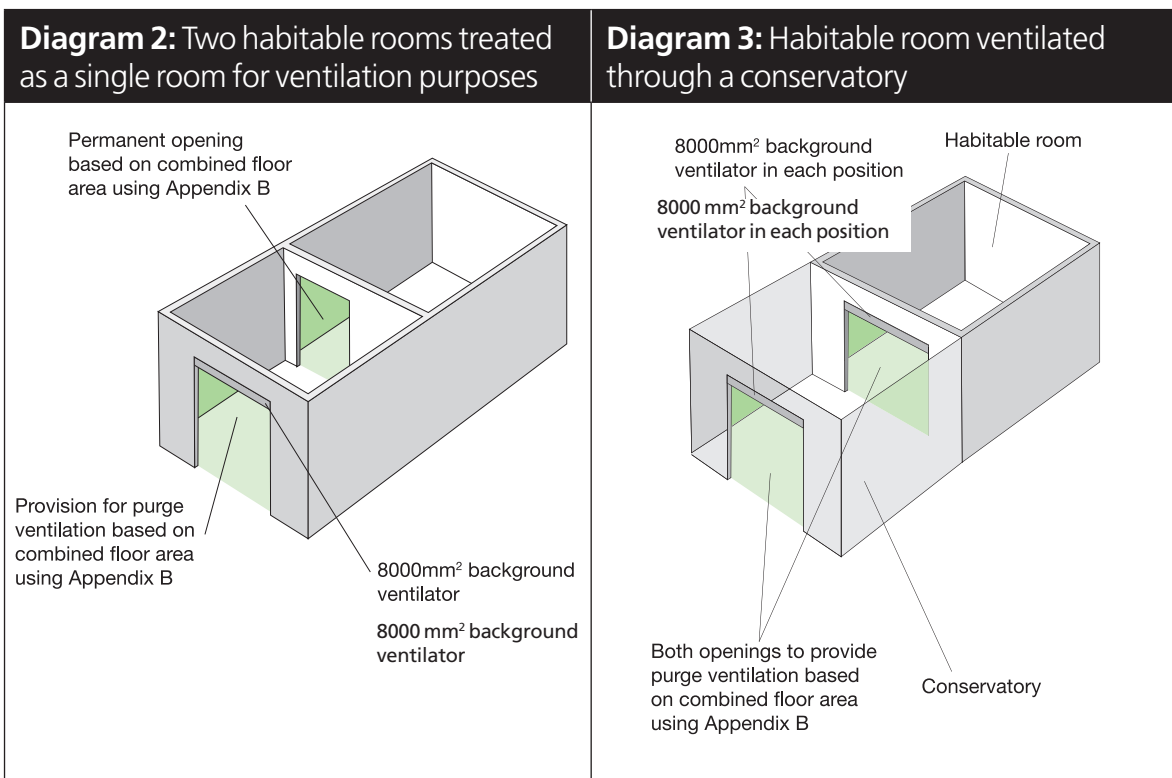 Diagram 2: Two habitable rooms treated
as a single room for ventilation purposes
Permanent opening
based on combined floor
area using Appendix B
Provision for purge
ventilation based on
combined floor area
using Appendix B
8000mm² background
ventilator
8000 mm² background
ventilator
Diagram 3: Habitable room ventilated
through a conservatory
8000mm² background
ventilator in each position
8000 mm² background
ventilator in each position
Habitable room
Both openings to provide
purge ventilation based
on combined floor area
using Appendix B
Conservatory